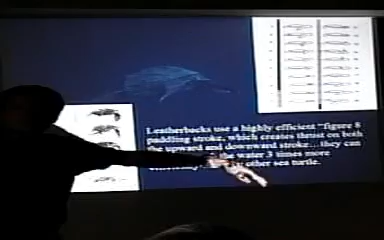 Leatherbacks use a highly efficient "figure 8
paddling stroke, which creates thrust on both
the upward and downward stroke... they can
the water 3 times more
other sea turtle.